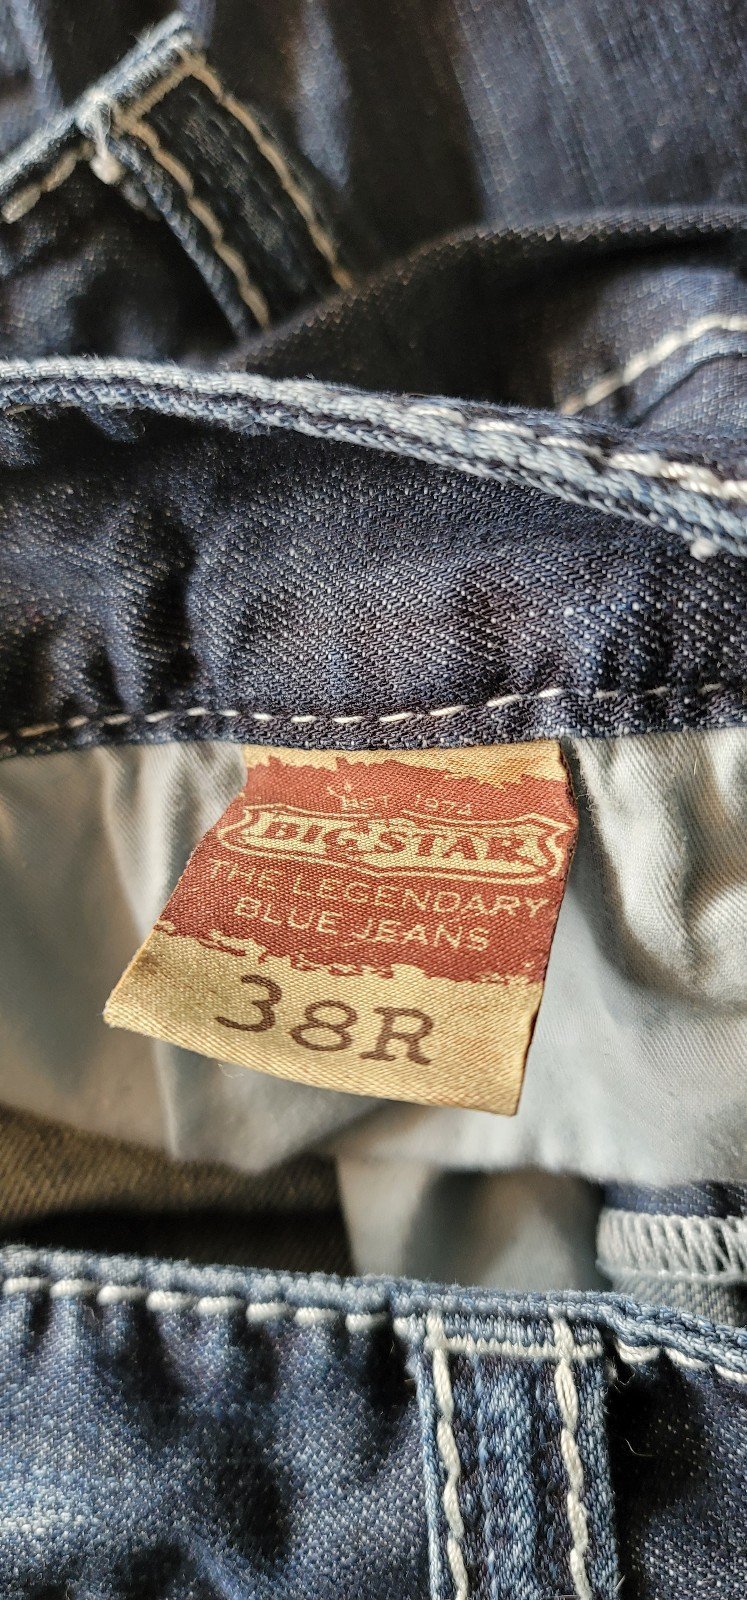 EST 1974
BIG STAR
THE LEGENDARY
BLUE JEANS
38R